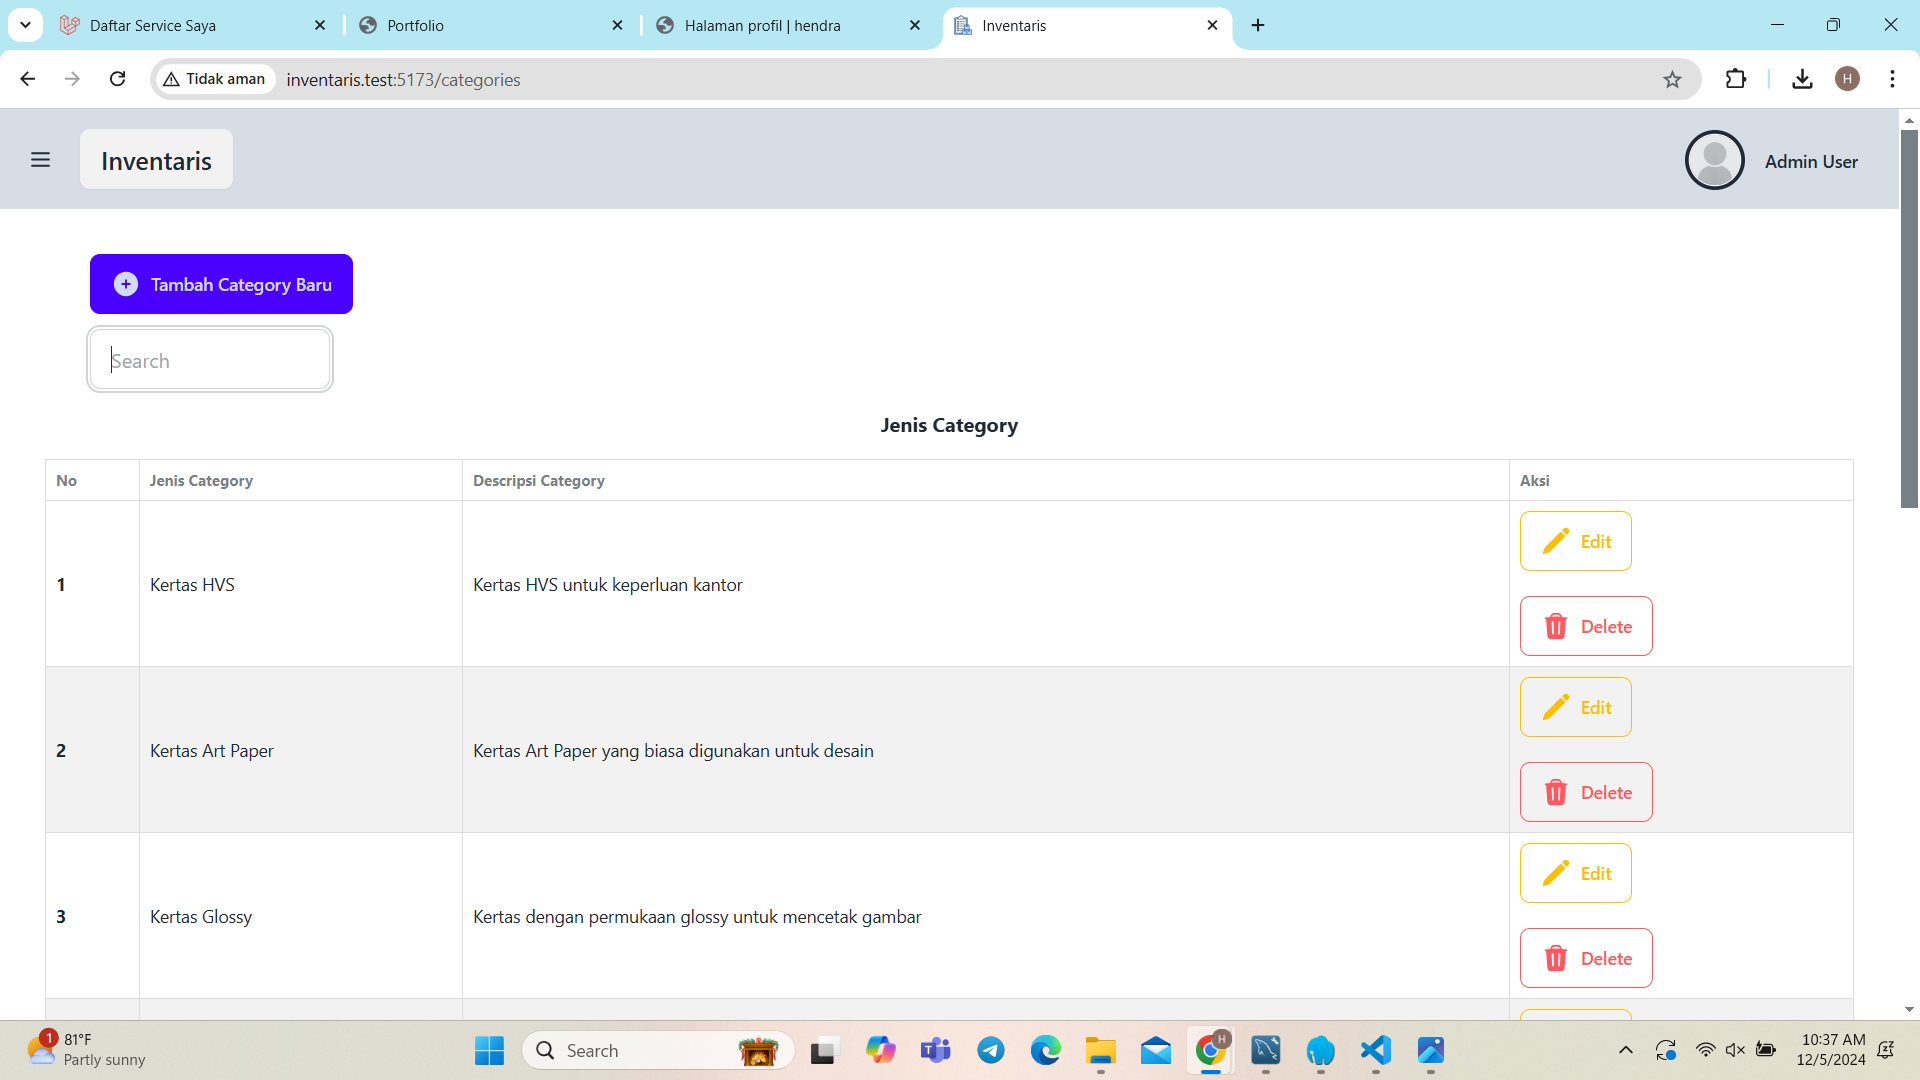 Daftar Service Saya
Portfolio
Halaman profil | hendra
Inventaris
Tidak aman
inventaris.test:5173/categories
H
Inventaris
Admin User
Tambah Category Baru
Search
Jenis Category
No Jenis Category Descripsi Category Aksi
1 Kertas HVS Kertas HVS untuk keperluan kantor Edit
Delete
2 Kertas Art Paper Kertas Art Paper yang biasa digunakan untuk desain Edit
Delete
3 Kertas Glossy Kertas dengan permukaan glossy untuk mencetak gambar Edit
Delete
1
81°F
Partly sunny
Search
H
10:37 AM
12/5/2024